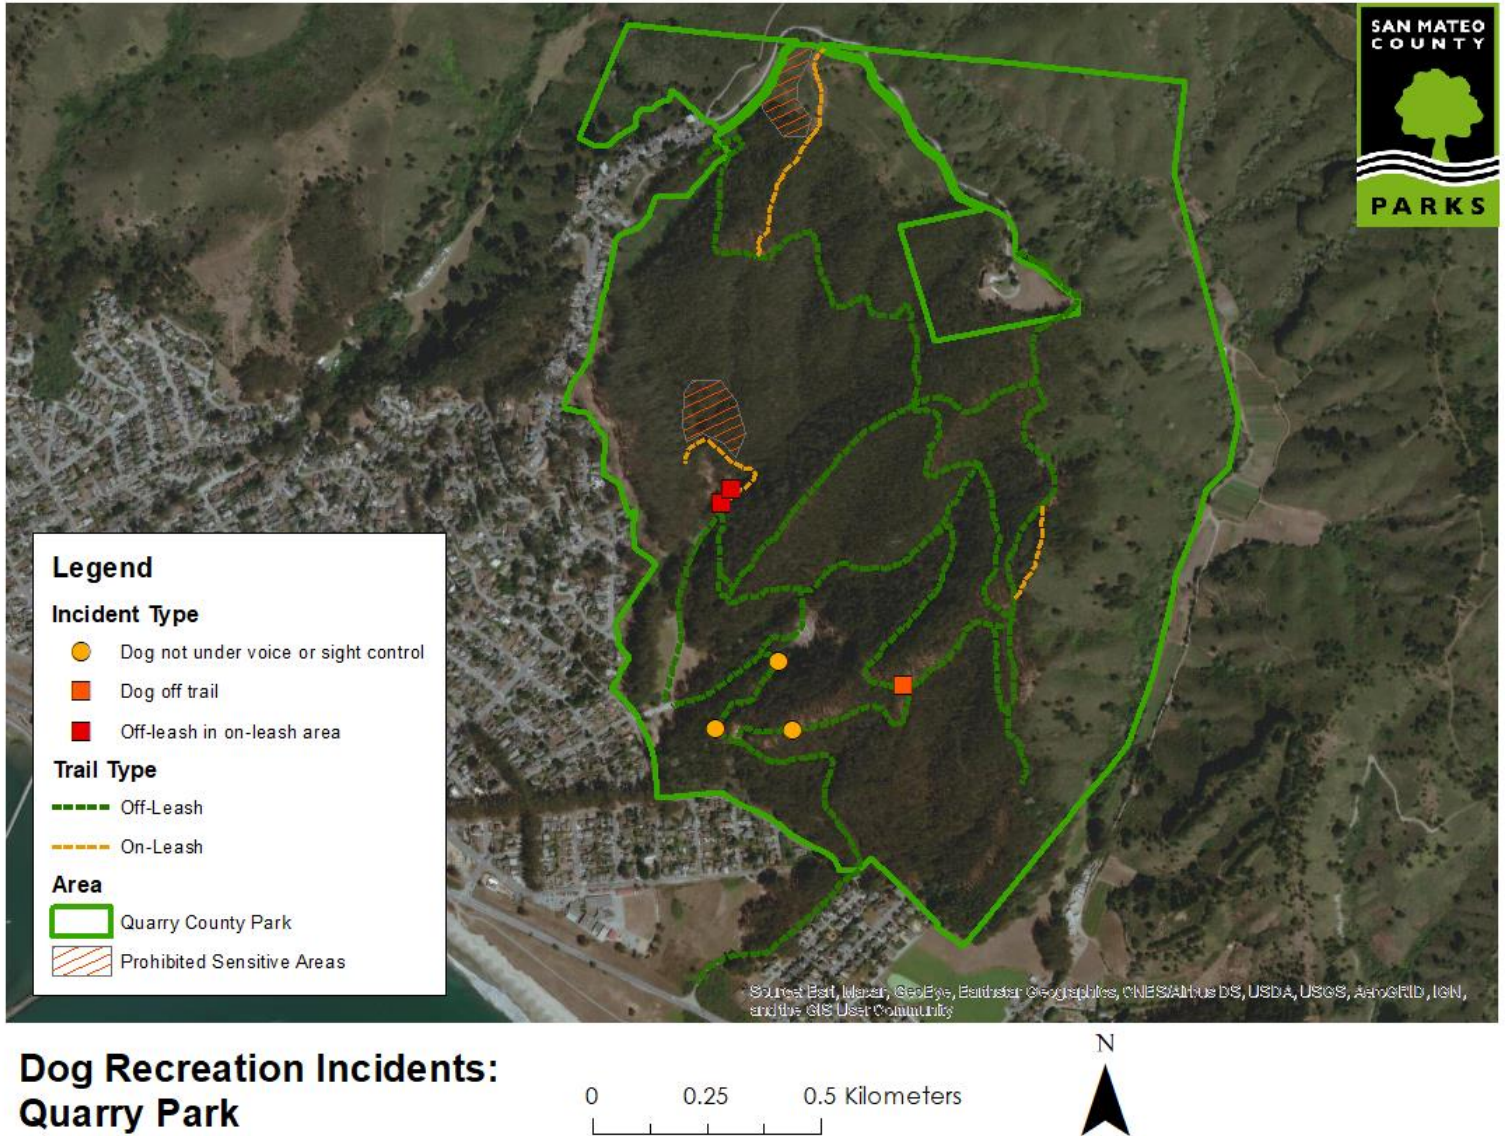 SAN MATEO
COUNTY
PARKS
Legend
Incident Type
Dog not under voice or sight control
Dog off trail
Off-leash in on-leash area
Trail Type
Off-Leash
On-Leash
Area
Quarry County Park
Prohibited Sensitive Areas
Source: Esri, Maxar, GeoEye, Earthstar Geographics, CNES/Airbus DS, USDA, USGS, AeroGRID, IGN,
and the GIS User Community
Dog Recreation Incidents:
Quarry Park
0 0.25 0.5 Kilometers
N